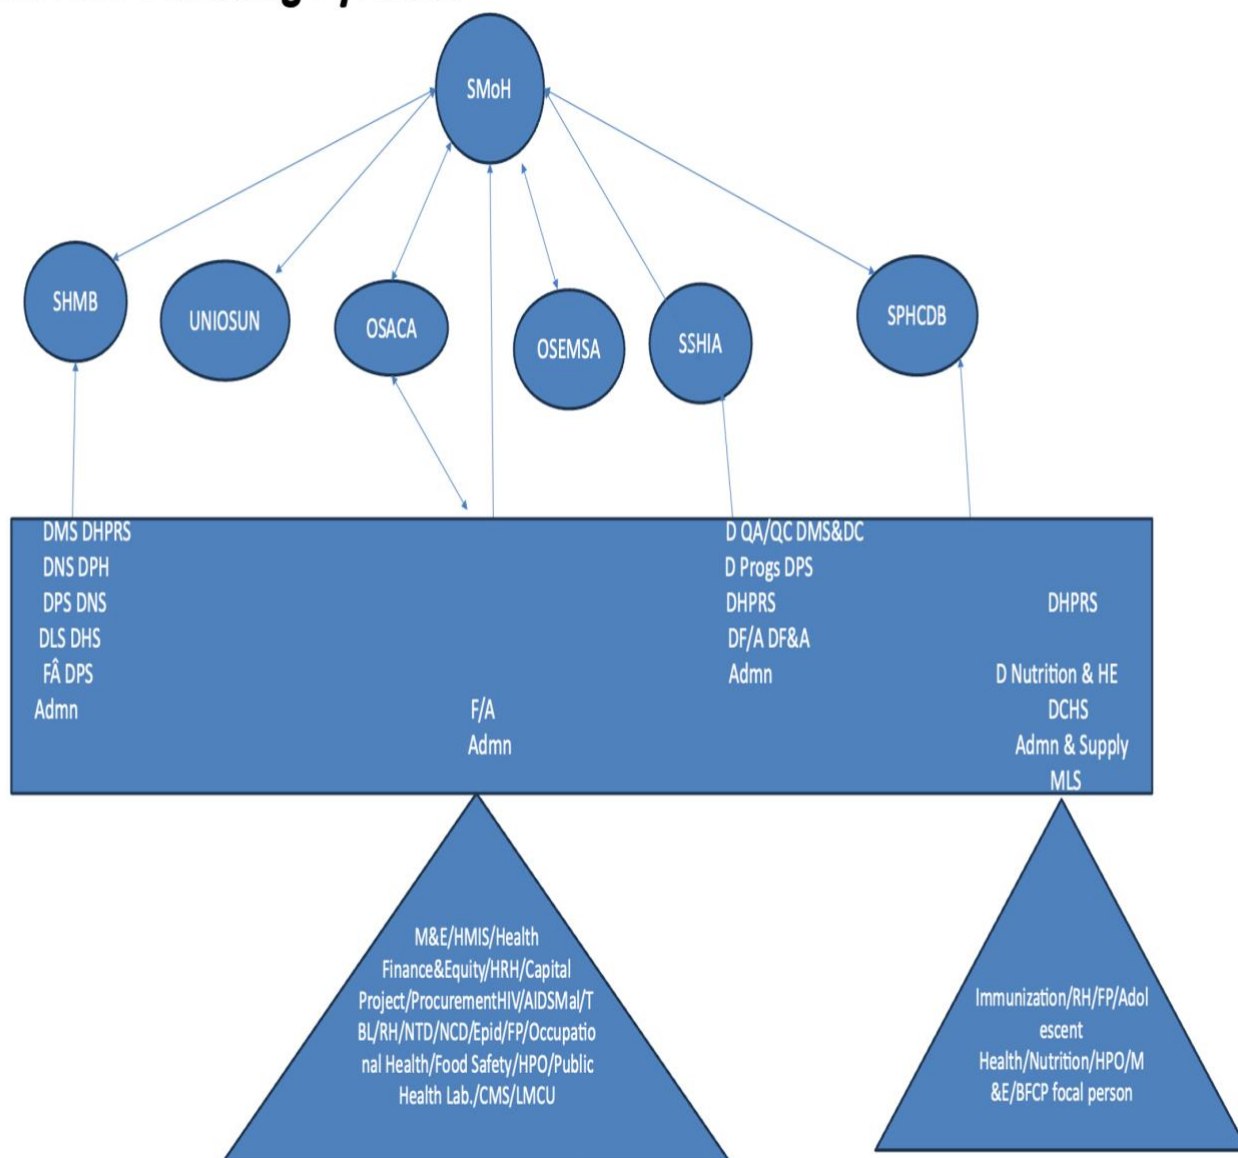 SMoH
SHMB
UNIOSUN
OSACA
OSEMSA
SSHIA
SPHCDB
DMS DHPRS
DNS DPH
DPS DNS
DLS DHS
FÂ DPS
Admn
F/A
Admn
D QA/QC DMS&DC
D Progs DPS
DHPRS
DF/A DF&A
Admn
DHPRS
D Nutrition & HE
DCHS
Admn & Supply
MLS
M&E/HMIS/Health
Finance&Equity/HRH/Capital
Project/ProcurementHIV/AIDSMal/T
BL/RH/NTD/NCD/Epid/FP/Occupatio
nal Health/Food Safety/HPO/Public
Health Lab./CMS/LMCU
Immunization/RH/FP/Adol
escent
Health/Nutrition/HPO/M
&E/BFCP focal person